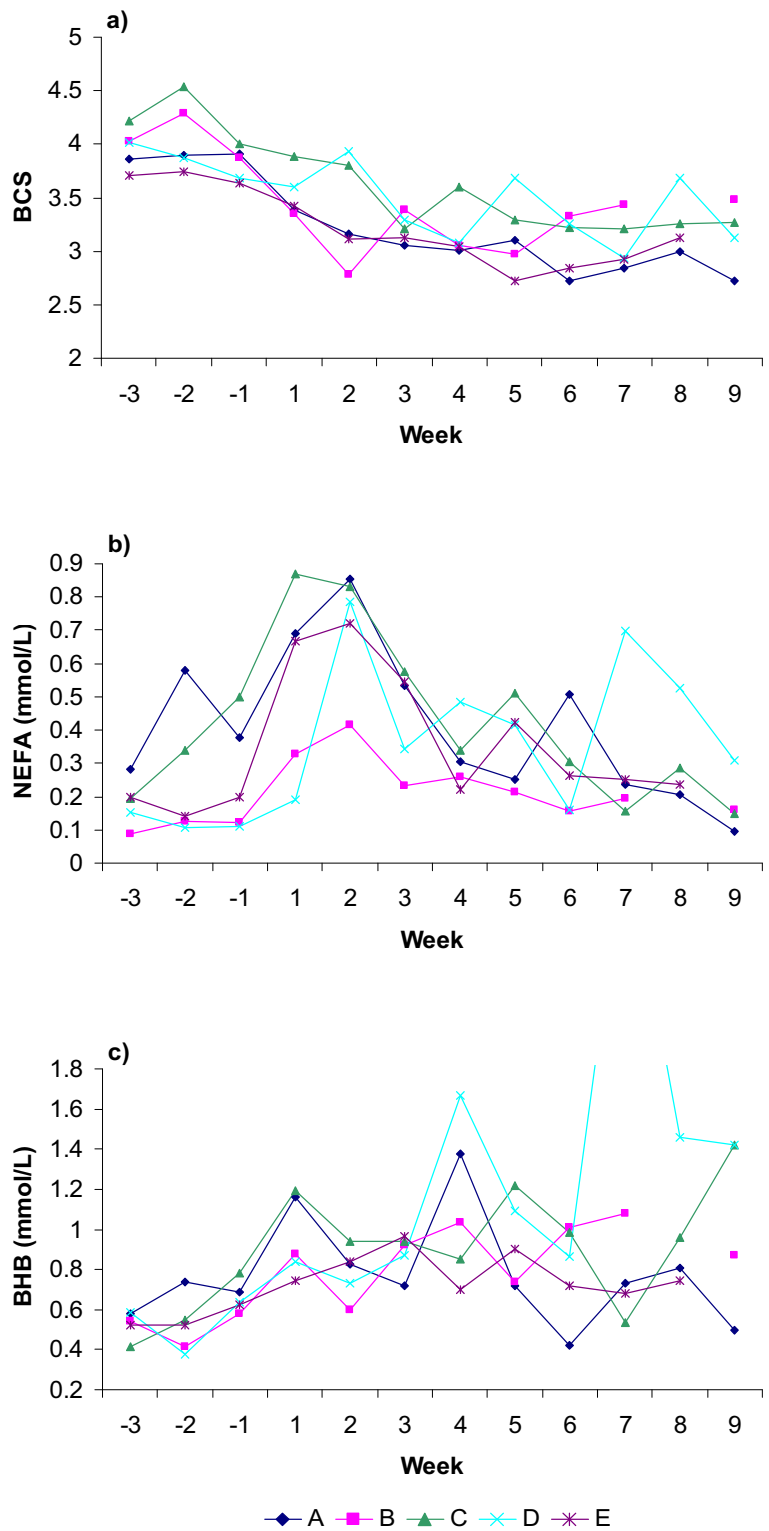 a)
5
4.5
4
3.5
3
2.5
2
BCS
-3 -2 -1 1 2 3 4 5 6 7 8 9
Week
b)
0.9
0.8
0.7
0.6
0.5
0.4
0.3
0.2
0.1
0
NEFA (mmol/L)
-3 -2 -1 1 2 3 4 5 6 7 8 9
Week
c)
1.8
1.6
1.4
1.2
1
0.8
0.6
0.4
0.2
BHB (mmol/L)
-3 -2 -1 1 2 3 4 5 6 7 8 9
Week
A B C D E